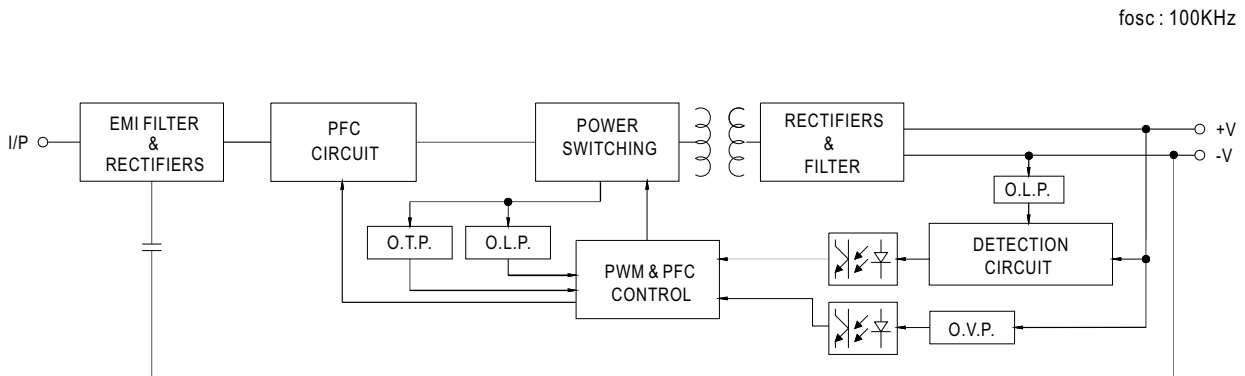 fosc : 100KHz
I/P
EMI FILTER
&
RECTIFIERS
PFC
CIRCUIT
POWER
SWITCHING
RECTIFIERS
&
FILTER
+V
-V
O.L.P.
O.T.P.
O.L.P.
PWM & PFC
CONTROL
DETECTION
CIRCUIT
O.V.P.